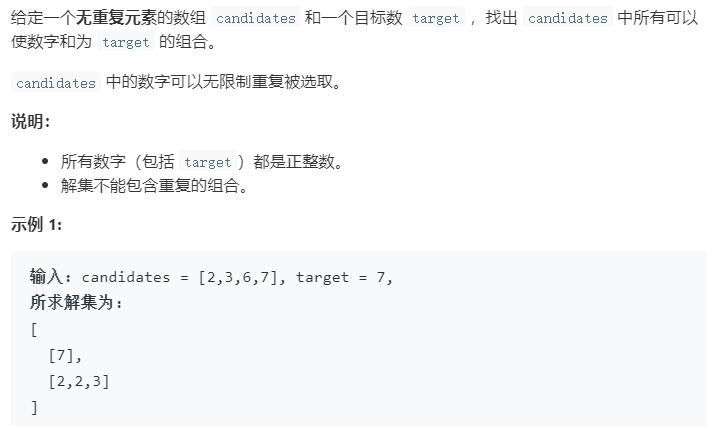 给定一个无重复元素的数组 candidates 和一个目标数 target ，找出 candidates 中所有可以
使数字和为 target 的组合。
candidates 中的数字可以无限制重复被选取。
说明：
• 所有数字（包括 target）都是正整数。
• 解集不能包含重复的组合。
示例 1:
输入: candidates = [2,3,6,7], target = 7,
所求解集为:
[
[7],
[2,2,3]
]